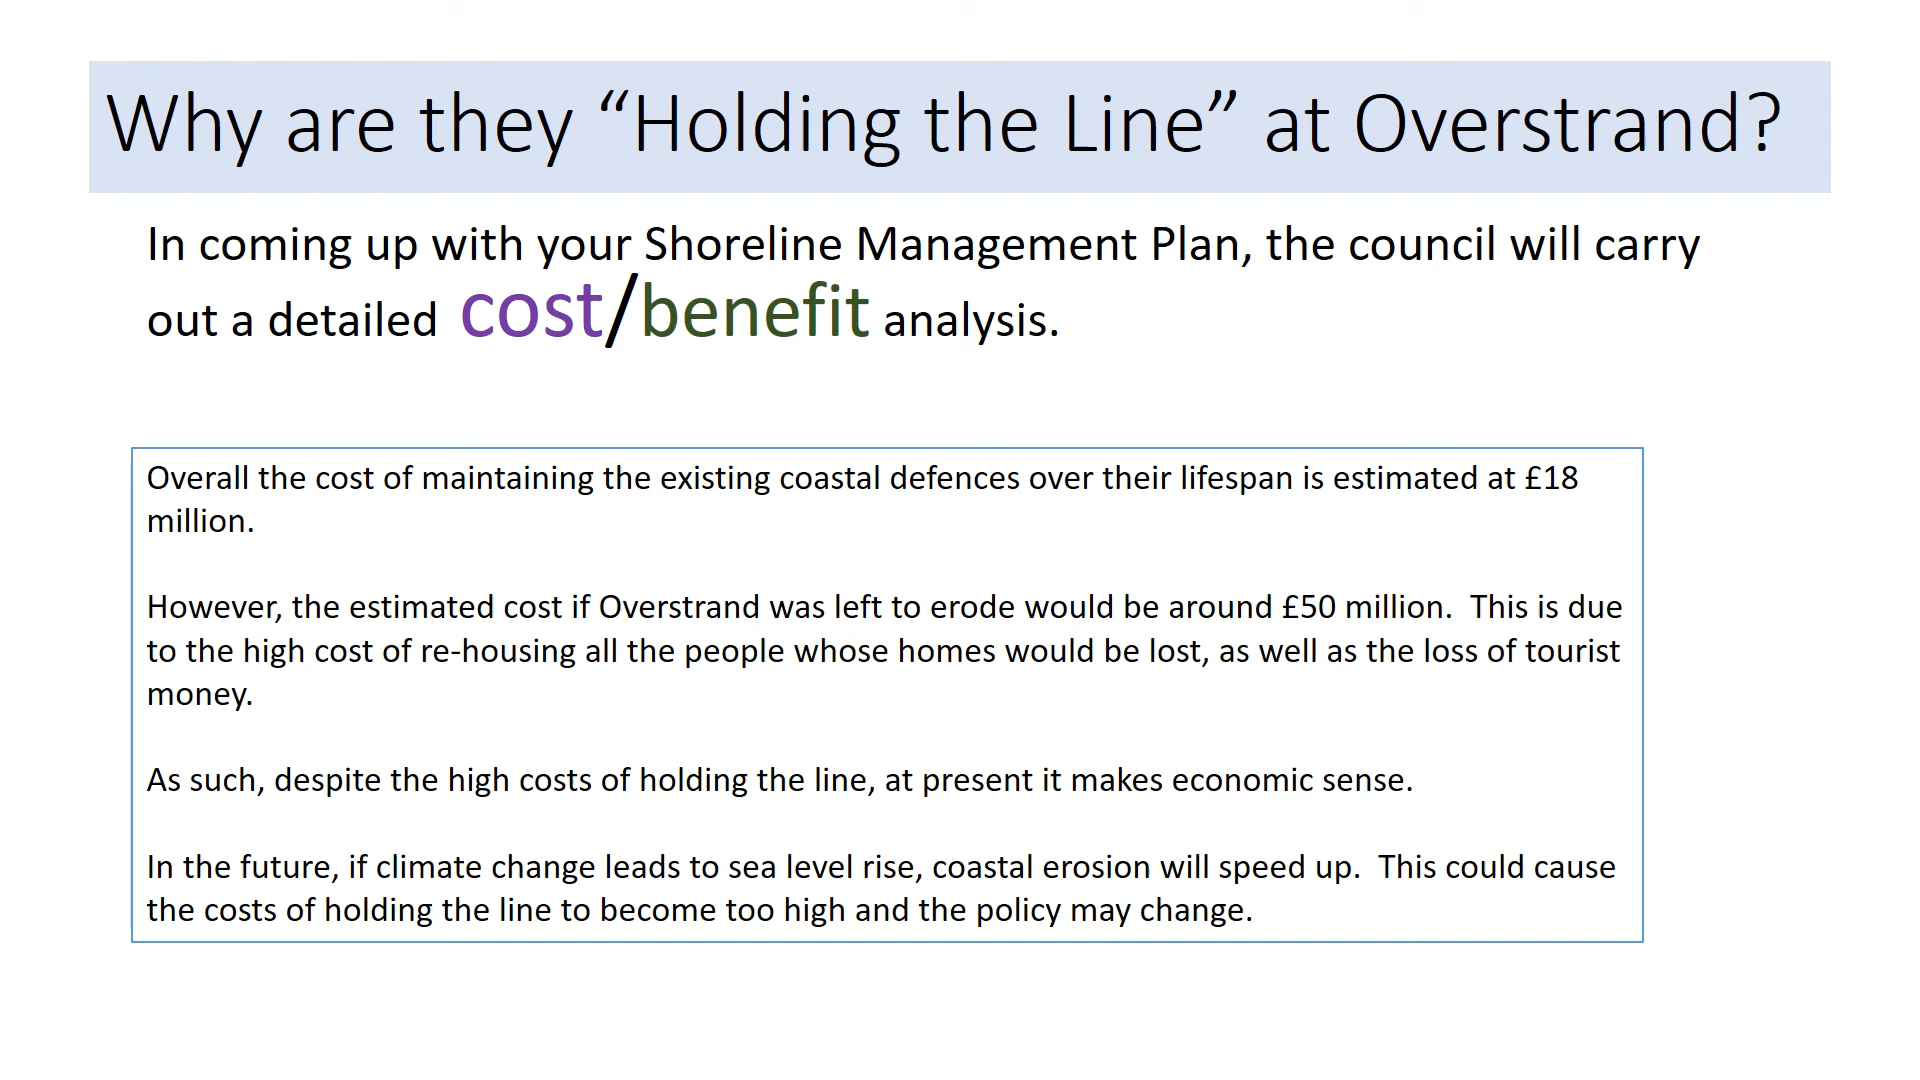 Why are they “Holding the Line” at Overstrand?
In coming up with your Shoreline Management Plan, the council will carry
out a detailed cost/benefit analysis.
Overall the cost of maintaining the existing coastal defences over their lifespan is estimated at £18
million.
However, the estimated cost if Overstrand was left to erode would be around £50 million.  This is due
to the high cost of re-housing all the people whose homes would be lost, as well as the loss of tourist
money.
As such, despite the high costs of holding the line, at present it makes economic sense.
In the future, if climate change leads to sea level rise, coastal erosion will speed up.  This could cause
the costs of holding the line to become too high and the policy may change.